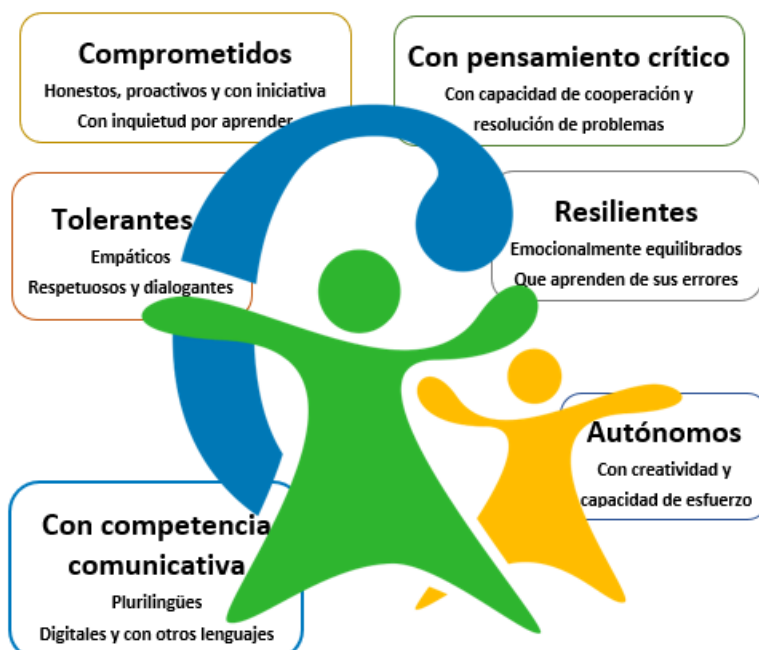 Comprometidos
Honestos, proactivos y con iniciativa
Con inquietud por aprender
Con pensamiento crítico
Con capacidad de cooperación y
resolución de problemas
Tolerantes
Empáticos
Respetuosos y dialogantes
Resilientes
Emocionalmente equilibrados
Que aprenden de sus errores
Autónomos
Con creatividad y
capacidad de esfuerzo
Con competencia
comunicativa
Plurilingües
Digitales y con otros lenguajes